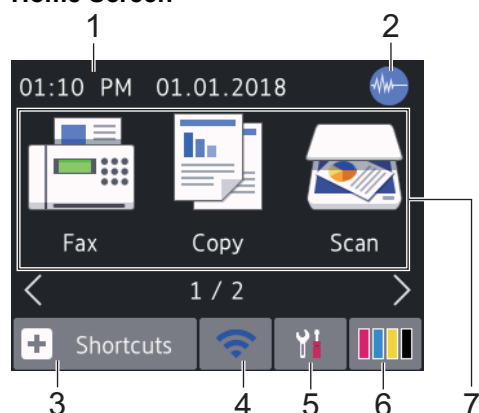 Home Screen
1 2
01:10 PM 01.01.2018
Fax Copy Scan
1 / 2
Shortcuts
3 4 5 6 7